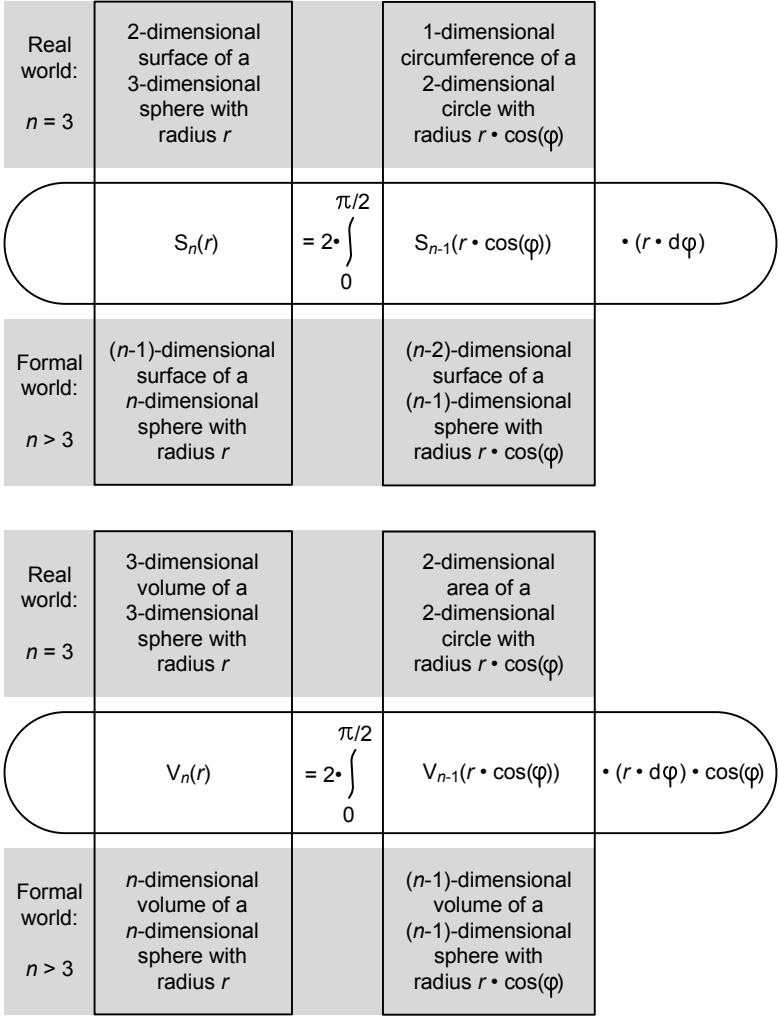 Real
world:
n = 3
2-dimensional
surface of a
3-dimensional
sphere with
radius r
1-dimensional
circumference of a
2-dimensional
circle with
radius r • cos(φ)
Sₙ(r)
= 2• ∫
π/2
0
Sₙ₋₁(r • cos(φ))
• (r • dφ)
Formal
world:
n > 3
(n-1)-dimensional
surface of a
n-dimensional
sphere with
radius r
(n-2)-dimensional
surface of a
(n-1)-dimensional
sphere with
radius r • cos(φ)
Real
world:
n = 3
3-dimensional
volume of a
3-dimensional
sphere with
radius r
2-dimensional
area of a
2-dimensional
circle with
radius r • cos(φ)
Vₙ(r)
= 2• ∫
π/2
0
Vₙ₋₁(r • cos(φ))
• (r • dφ) • cos(φ)
Formal
world:
n > 3
n-dimensional
volume of a
n-dimensional
sphere with
radius r
(n-1)-dimensional
volume of a
(n-1)-dimensional
sphere with
radius r • cos(φ)